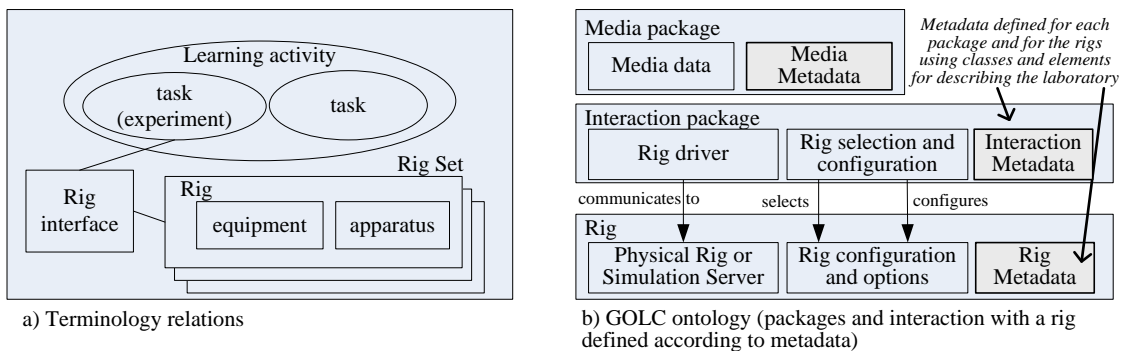 Learning activity
task
(experiment)
task
Rig Set
Rig
interface
Rig
equipment
apparatus
a) Terminology relations
Media package
Media data
Media
Metadata
Metadata defined for each
package and for the rigs
using classes and elements
for describing the laboratory
Interaction package
Rig driver
Rig selection and
configuration
Interaction
Metadata
communicates to
selects
configures
Rig
Physical Rig or
Simulation Server
Rig configuration
and options
Rig
Metadata
b) GOLC ontology (packages and interaction with a rig
defined according to metadata)